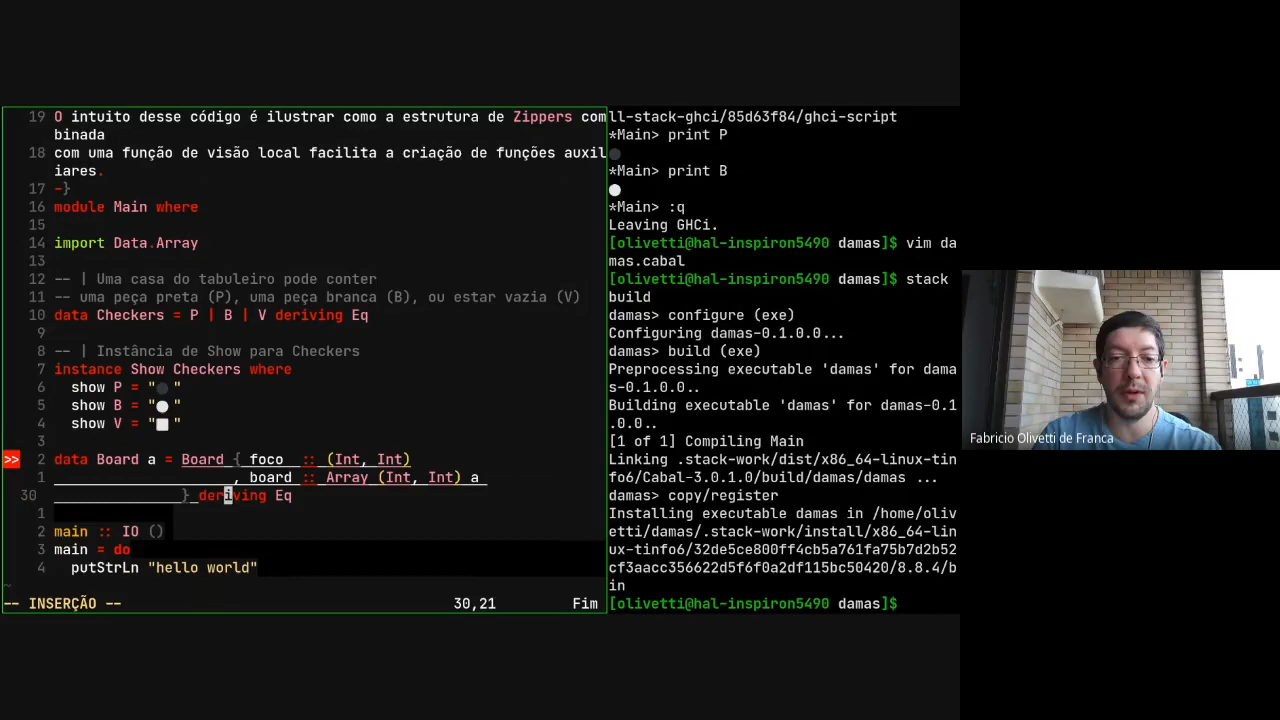 19 O intuito desse código é ilustrar como a estrutura de Zippers com
binada
18 com uma função de visão local facilita a criação de funções auxil
iares.
17 -}
16 module Main where
15
14 import Data.Array
13
12 -- | Uma casa do tabuleiro pode conter
11 -- uma peça preta (P), uma peça branca (B), ou estar vazia (V)
10 data Checkers = P | B | V deriving Eq
9
8 -- | Instância de Show para Checkers
7 instance Show Checkers where
6 show P = "⚫"
5 show B = "⚪"
4 show V = "⬜"
3
>> 2 data Board a = Board { foco :: (Int, Int)
1 , board :: Array (Int, Int) a
30 } deriving Eq
1
2 main :: IO ()
3 main = do
4 putStrLn "hello world"
~
-- INSERÇÃO -- 30,21 Fim
ll-stack-ghci/85d63f84/ghci-script
*Main> print P
⚫
*Main> print B
⚪
*Main> :q
Leaving GHCi.
[olivetti@hal-inspiron5490 damas]$ vim da
mas.cabal
[olivetti@hal-inspiron5490 damas]$ stack
build
damas> configure (exe)
Configuring damas-0.1.0.0...
damas> build (exe)
Preprocessing executable 'damas' for dama
s-0.1.0.0..
Building executable 'damas' for damas-0.1
.0.0..
[1 of 1] Compiling Main
Linking .stack-work/dist/x86_64-linux-tin
fo6/Cabal-3.0.1.0/build/damas/damas ...
damas> copy/register
Installing executable damas in /home/oliv
etti/damas/.stack-work/install/x86_64-lin
ux-tinfo6/32de5ce800ff4cb5a761fa75b7d2b52
cf3aacc356622d5f6f0a2df115bc50420/8.8.4/b
in
[olivetti@hal-inspiron5490 damas]$
Fabricio Olivetti de Franca